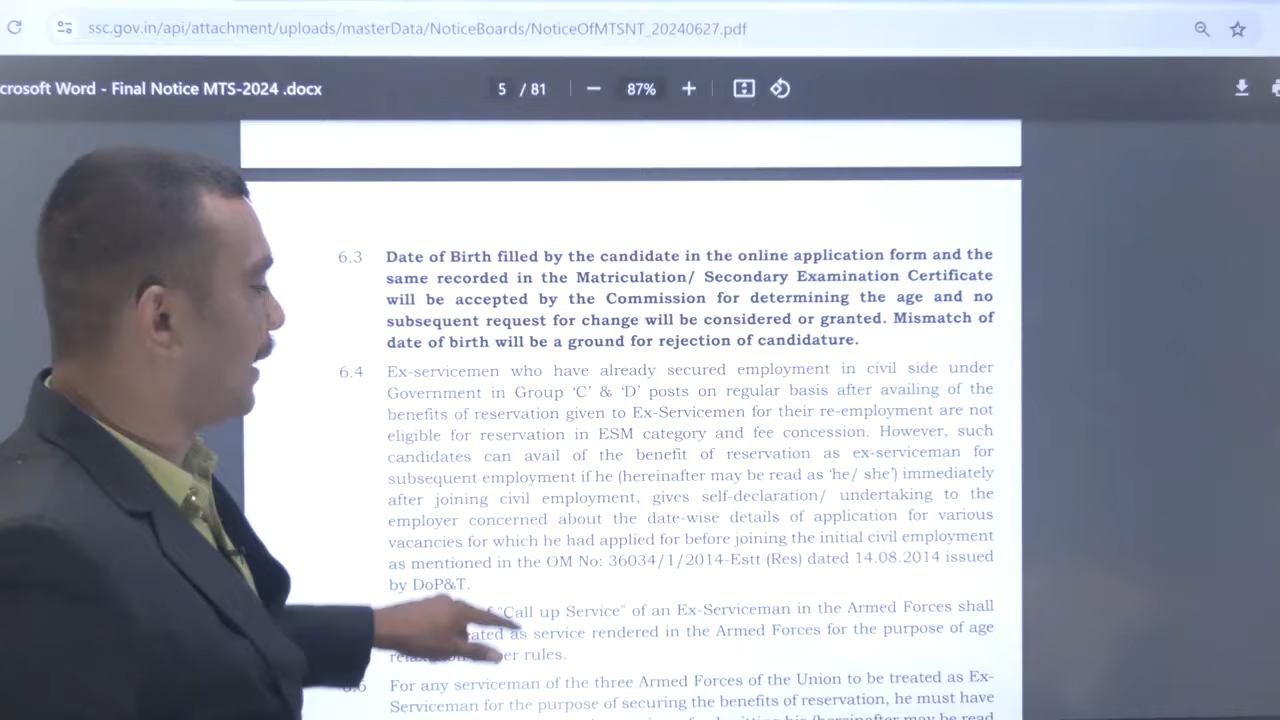 ssc.gov.in/api/attachment/uploads/masterData/NoticeBoards/NoticeOfMTSNT_20240627.pdf
crosoft Word - Final Notice MTS-2024 .docx
5 / 81
87%
6.3 Date of Birth filled by the candidate in the online application form and the
same recorded in the Matriculation/ Secondary Examination Certificate
will be accepted by the Commission for determining the age and no
subsequent request for change will be considered or granted. Mismatch of
date of birth will be a ground for rejection of candidature.
6.4 Ex-servicemen who have already secured employment in civil side under
Government in Group ‘C’ & ‘D’ posts on regular basis after availing of the
benefits of reservation given to Ex-Servicemen for their re-employment are not
eligible for reservation in ESM category and fee concession. However, such
candidates can avail of the benefit of reservation as ex-serviceman for
subsequent employment if he (hereinafter may be read as ‘he/ she’) immediately
after joining civil employment, gives self-declaration/ undertaking to the
employer concerned about the date-wise details of application for various
vacancies for which he had applied for before joining the initial civil employment
as mentioned in the OM No: 36034/1/2014-Estt (Res) dated 14.08.2014 issued
by DoP&T.
"Call up Service" of an Ex-Serviceman in the Armed Forces shall
eated as service rendered in the Armed Forces for the purpose of age
er rules.
For any serviceman of the three Armed Forces of the Union to be treated as Ex-
Serviceman for the purpose of securing the benefits of reservation, he must have
(hereinafter may be read